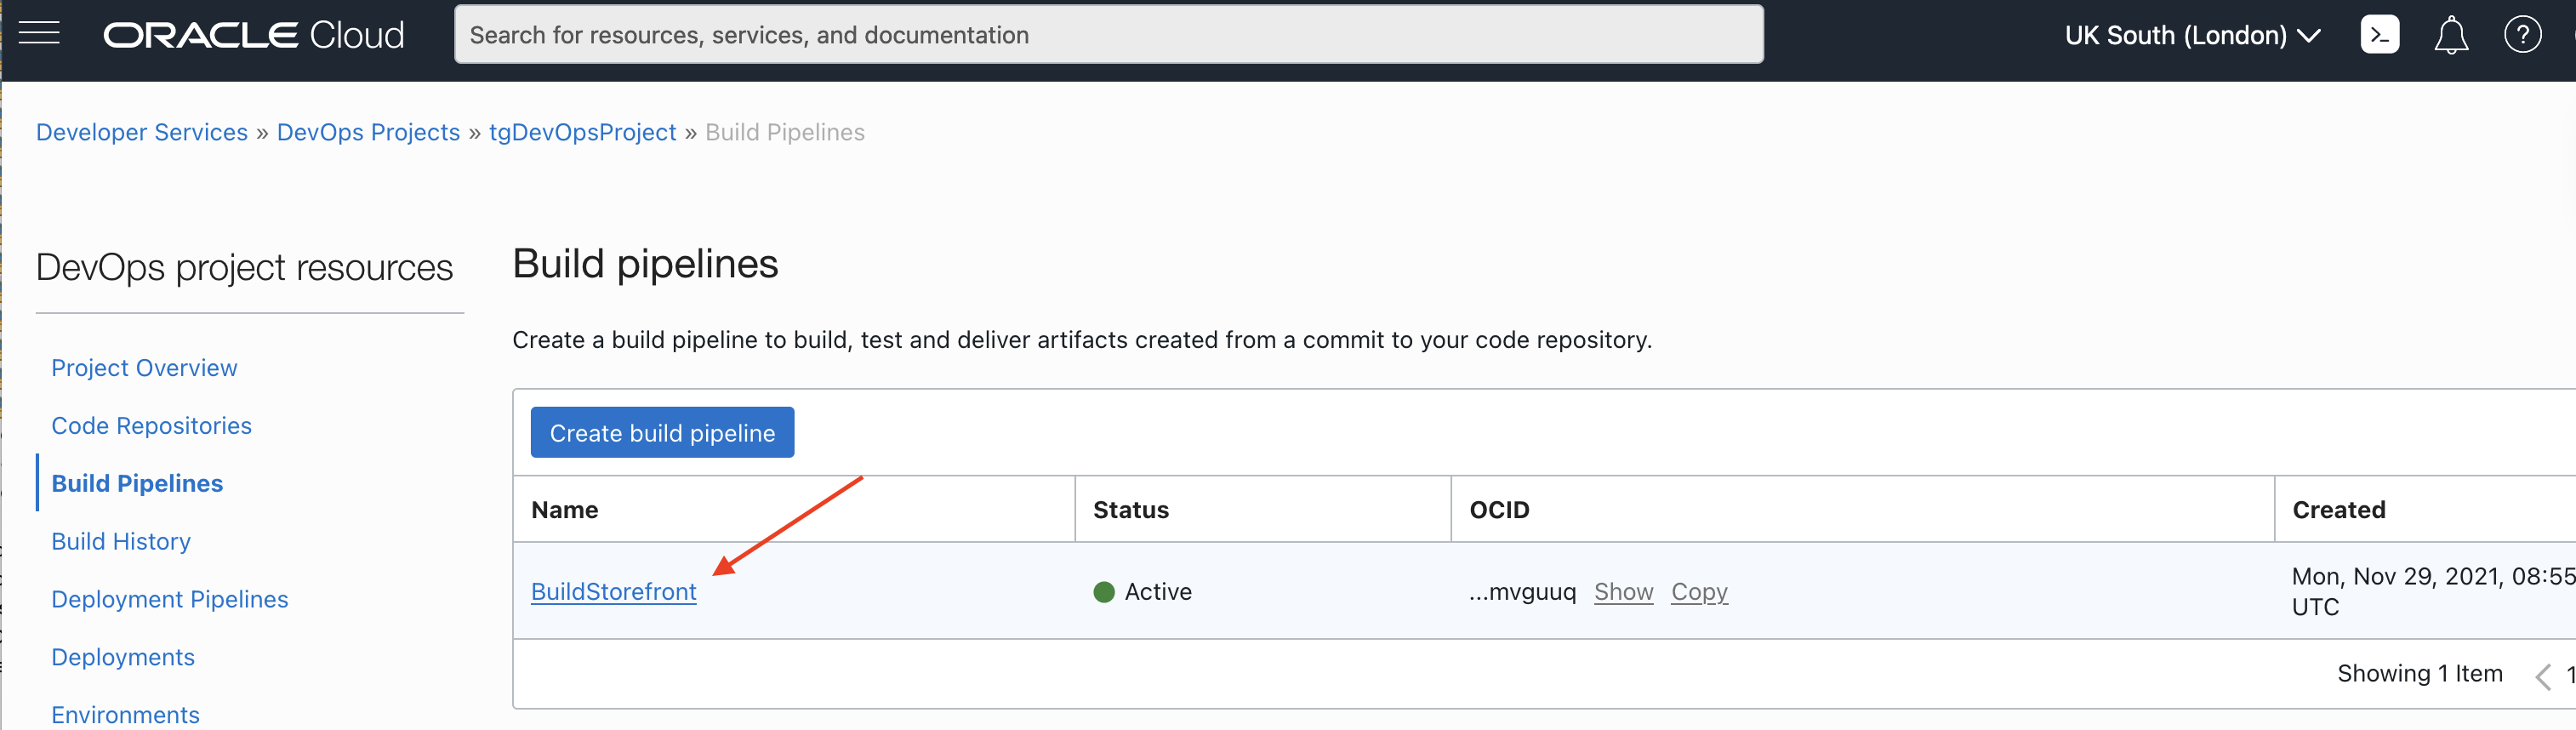 ORACLE Cloud
Search for resources, services, and documentation
UK South (London)
Developer Services » DevOps Projects » tgDevOpsProject » Build Pipelines
DevOps project resources
Project Overview
Code Repositories
Build Pipelines
Build History
Deployment Pipelines
Deployments
Environments
Build pipelines
Create a build pipeline to build, test and deliver artifacts created from a commit to your code repository.
Create build pipeline
Name Status OCID Created
BuildStorefront Active ...mvguuq Show Copy Mon, Nov 29, 2021, 08:55
UTC
Showing 1 Item < 1